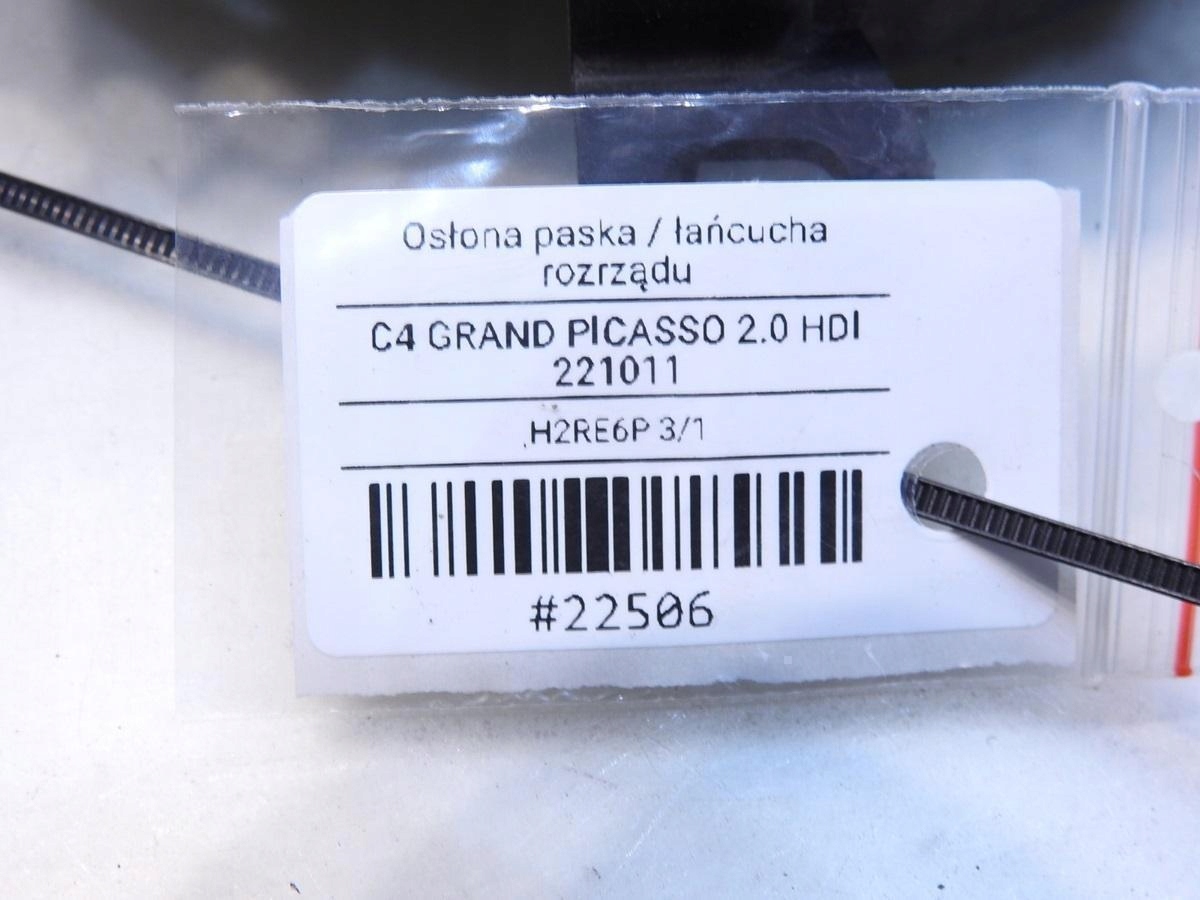 Osłona paska / łańcucha
rozrządu
C4 GRAND PICASSO 2.0 HDI
221011
H2RE6P 3/1
#22506